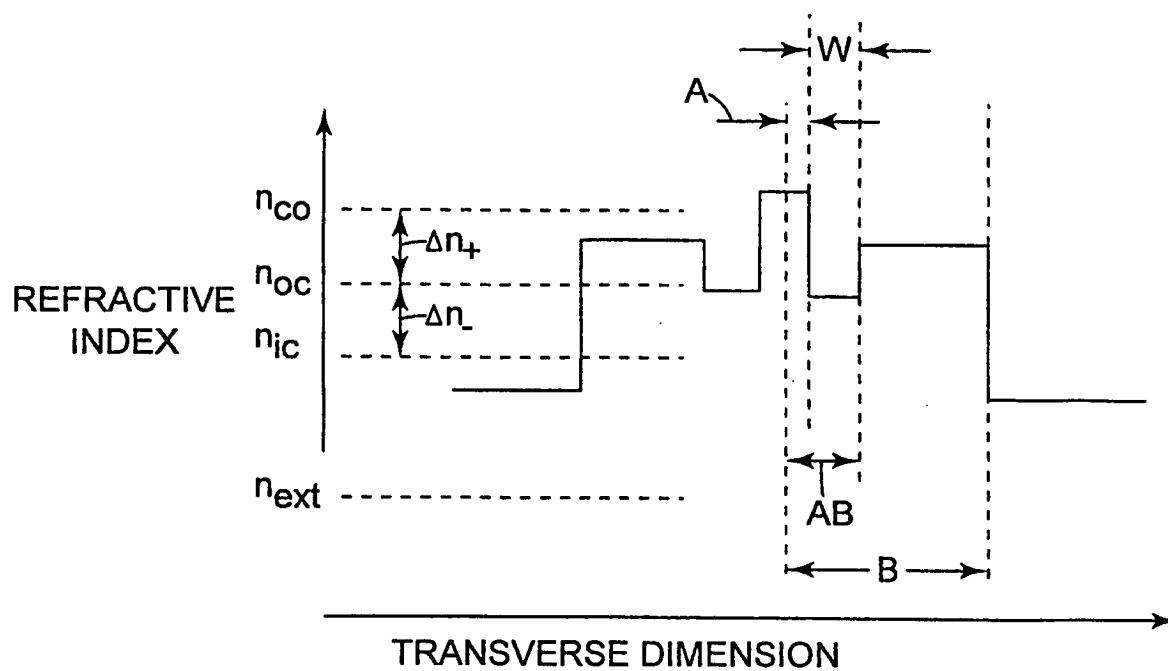 W
A
n_co
Δn_+
n_oc
REFRACTIVE
INDEX
Δn_-
n_ic
n_ext
AB
B
TRANSVERSE DIMENSION